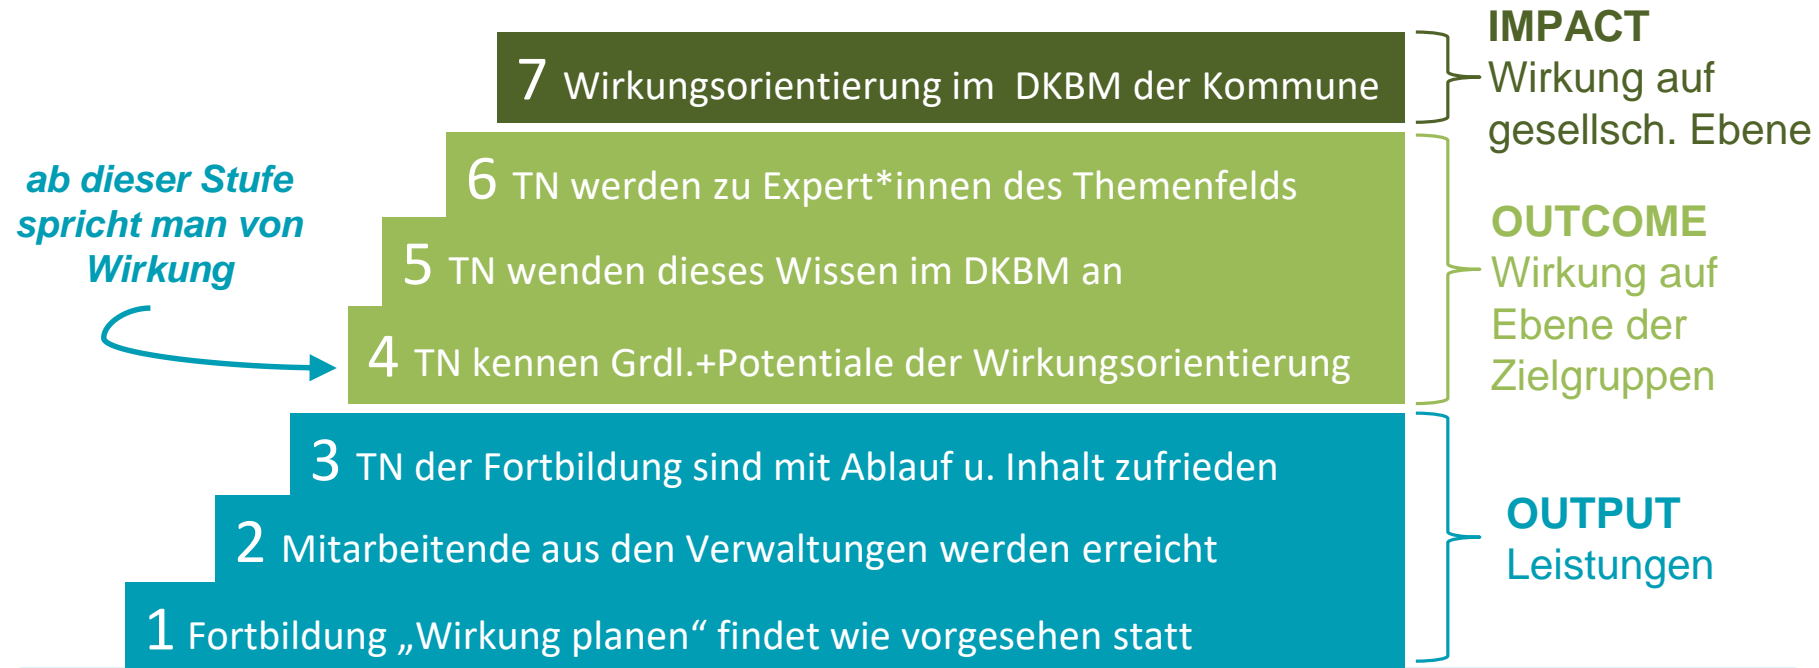 IMPACT
Wirkung auf
gesellsch. Ebene
7 Wirkungsorientierung im DKBM der Kommune
6 TN werden zu Expert*innen des Themenfelds
5 TN wenden dieses Wissen im DKBM an
4 TN kennen Grdl.+Potentiale der Wirkungsorientierung
ab dieser Stufe
spricht man von
Wirkung
OUTCOME
Wirkung auf
Ebene der
Zielgruppen
3 TN der Fortbildung sind mit Ablauf u. Inhalt zufrieden
2 Mitarbeitende aus den Verwaltungen werden erreicht
1 Fortbildung „Wirkung planen“ findet wie vorgesehen statt
OUTPUT
Leistungen